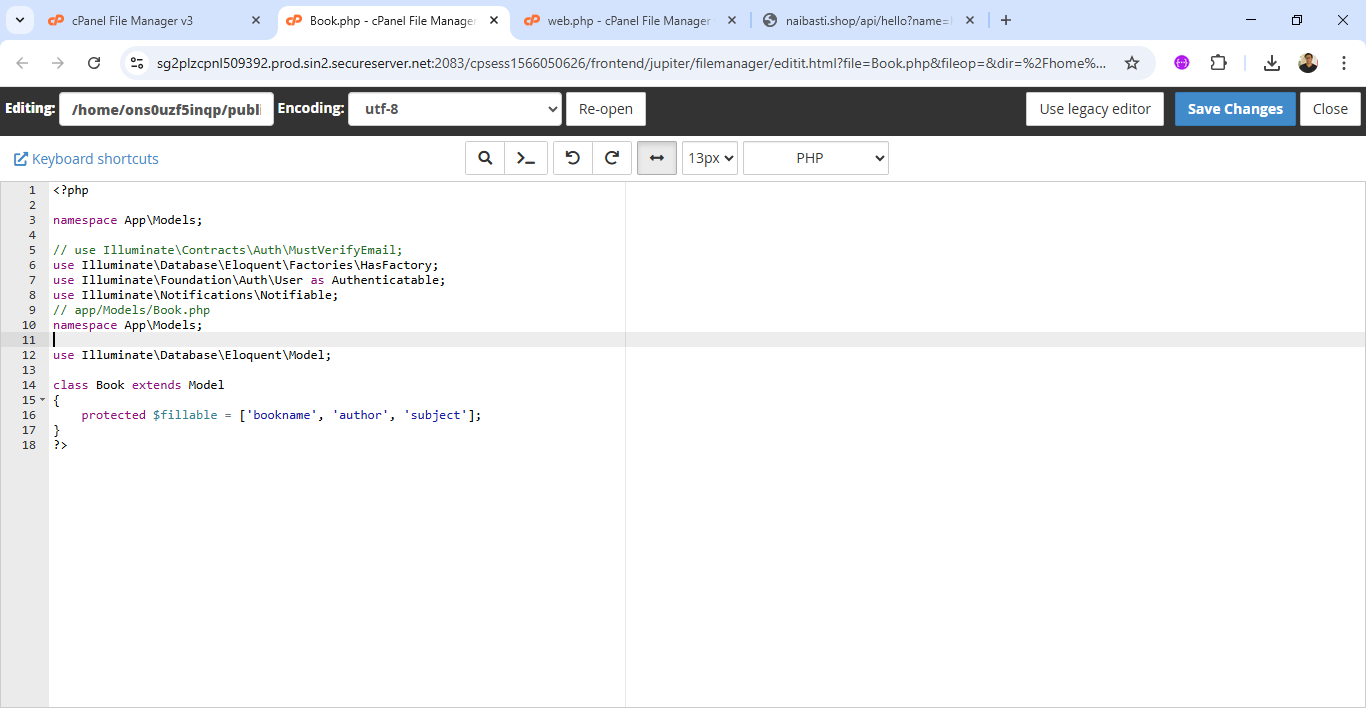 cPanel File Manager v3
Book.php - cPanel File Manager
web.php - cPanel File Manager
naibasti.shop/api/hello?name=
sg2plzcpnl509392.prod.sin2.secureserver.net:2083/cpsess1566050626/frontend/jupiter/filemanager/editit.html?file=Book.php&fileop=&dir=%2Fhome%...
Editing: /home/ons0uzf5inqp/publi Encoding: utf-8 Re-open Use legacy editor Save Changes Close
Keyboard shortcuts 13px PHP
1 <?php
2
3 namespace App\Models;
4
5 // use Illuminate\Contracts\Auth\MustVerifyEmail;
6 use Illuminate\Database\Eloquent\Factories\HasFactory;
7 use Illuminate\Foundation\Auth\User as Authenticatable;
8 use Illuminate\Notifications\Notifiable;
9 // app/Models/Book.php
10 namespace App\Models;
11
12 use Illuminate\Database\Eloquent\Model;
13
14 class Book extends Model
15 {
16     protected $fillable = ['bookname', 'author', 'subject'];
17 }
18 ?>